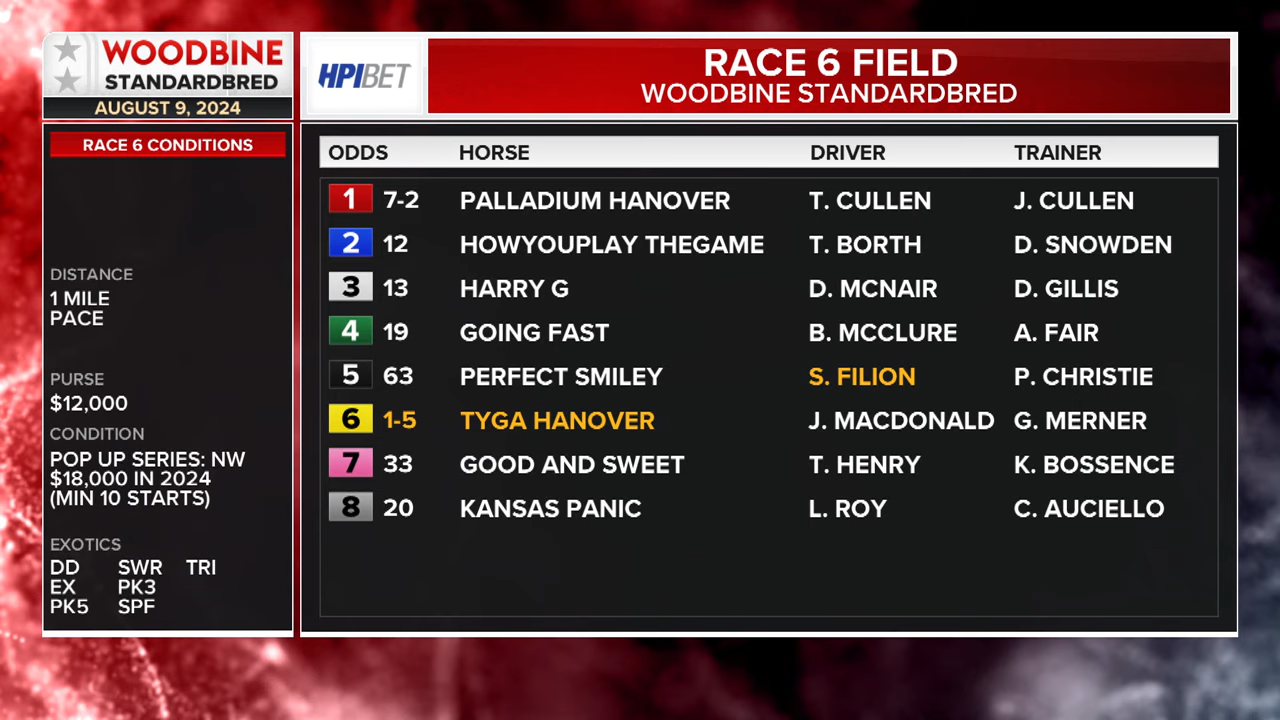 WOODBINE
STANDARDBRED
AUGUST 9, 2024
HPIBET
RACE 6 FIELD
WOODBINE STANDARDBRED
RACE 6 CONDITIONS
DISTANCE
1 MILE
PACE
PURSE
$12,000
CONDITION
POP UP SERIES: NW
$18,000 IN 2024
(MIN 10 STARTS)
EXOTICS
DD SWR TRI
EX PK3
PK5 SPF
ODDS HORSE DRIVER TRAINER
1 7-2 PALLADIUM HANOVER T. CULLEN J. CULLEN
2 12 HOWYOUPLAY THEGAME T. BORTH D. SNOWDEN
3 13 HARRY G D. MCNAIR D. GILLIS
4 19 GOING FAST B. MCCLURE A. FAIR
5 63 PERFECT SMILEY S. FILION P. CHRISTIE
6 1-5 TYGA HANOVER J. MACDONALD G. MERNER
7 33 GOOD AND SWEET T. HENRY K. BOSSENCE
8 20 KANSAS PANIC L. ROY C. AUCIELLO